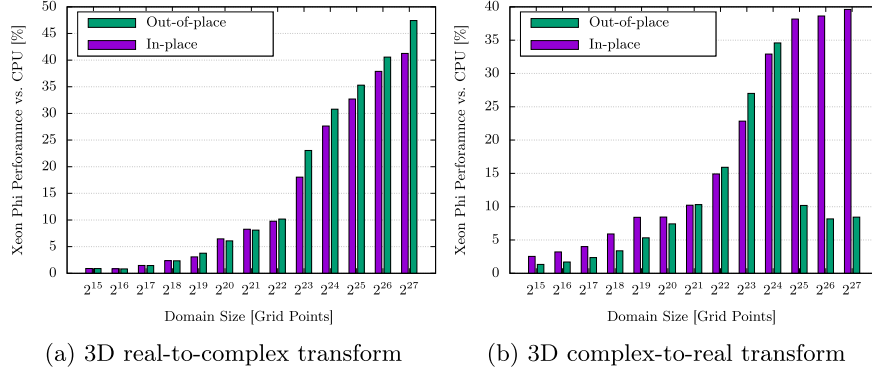 Xeon Phi Perforamnce vs. CPU [%]
50
45
40
35
30
25
20
15
10
5
0
Out-of-place
In-place
2^15 2^16 2^17 2^18 2^19 2^20 2^21 2^22 2^23 2^24 2^25 2^26 2^27
Domain Size [Grid Points]
(a) 3D real-to-complex transform
Xeon Phi Perforamnce vs. CPU [%]
40
35
30
25
20
15
10
5
0
Out-of-place
In-place
2^15 2^16 2^17 2^18 2^19 2^20 2^21 2^22 2^23 2^24 2^25 2^26 2^27
Domain Size [Grid Points]
(b) 3D complex-to-real transform